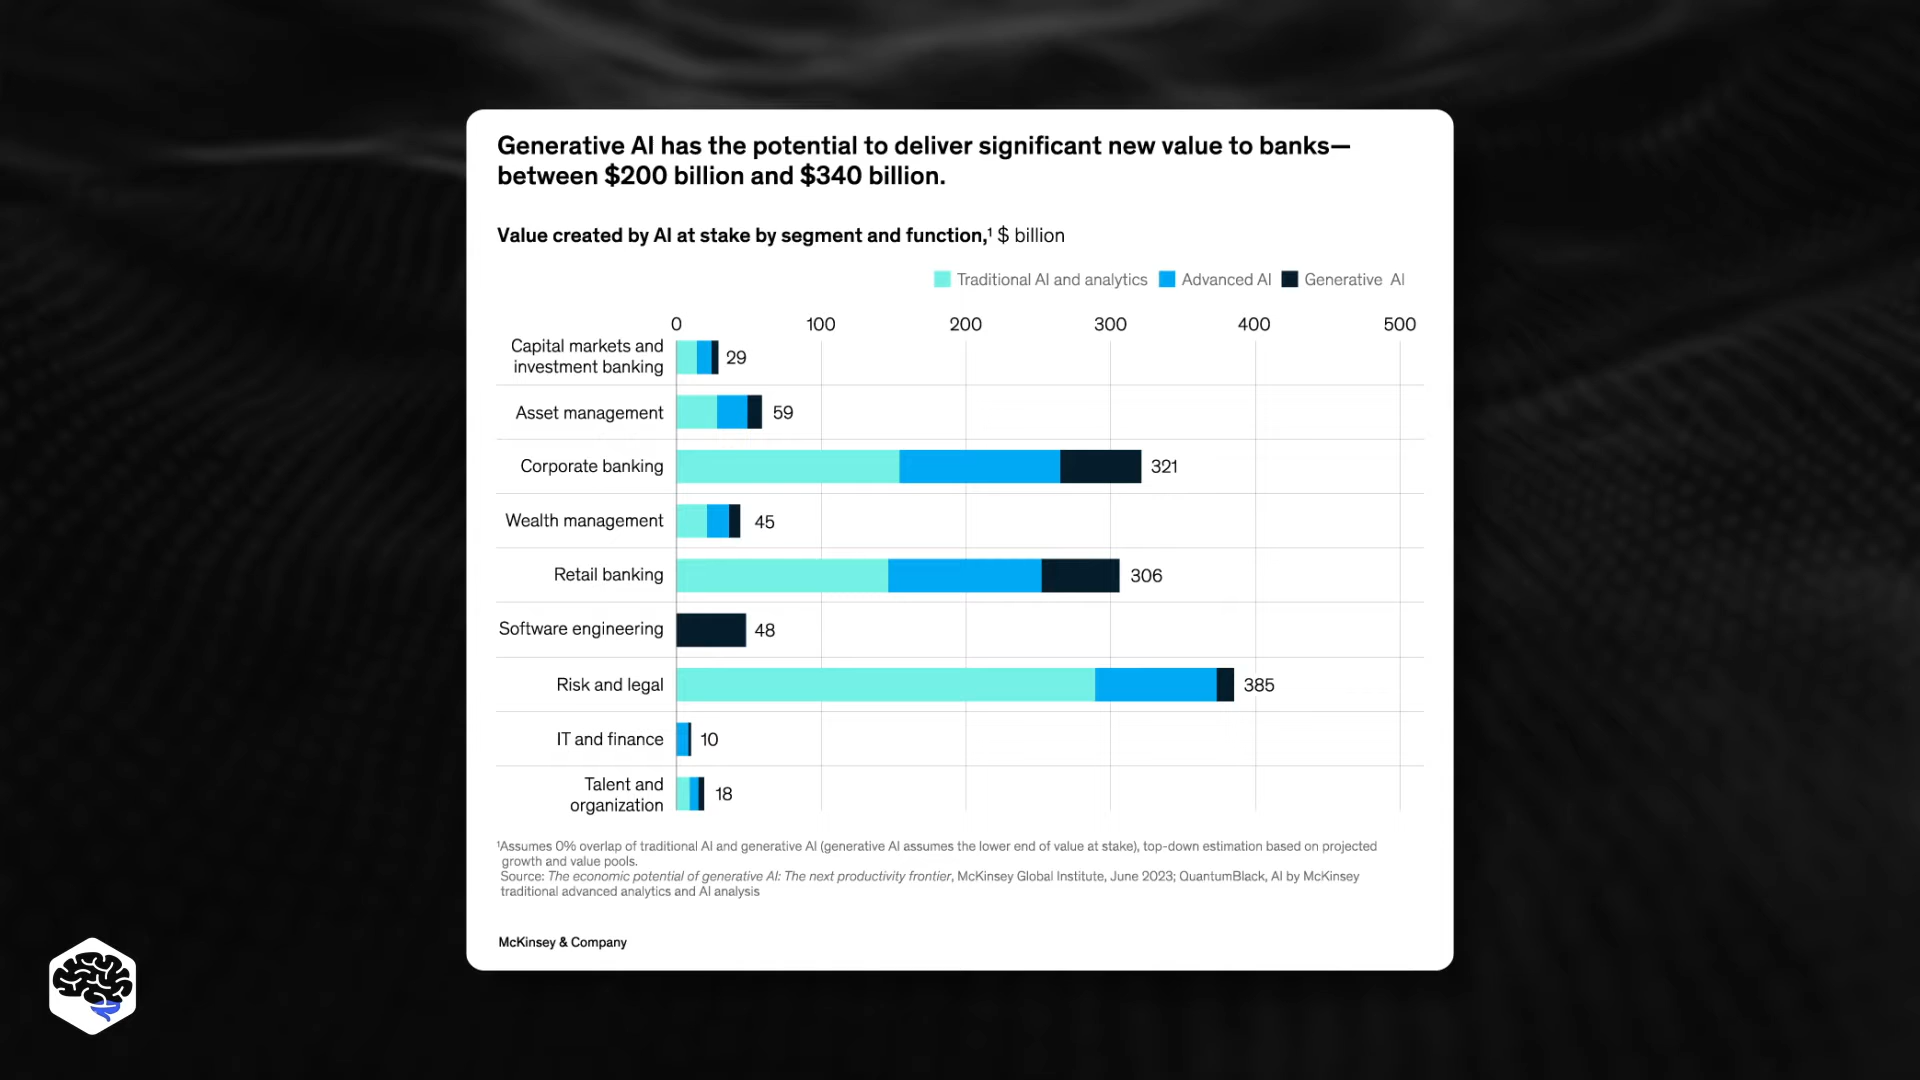 Generative AI has the potential to deliver significant new value to banks—
between $200 billion and $340 billion.
Value created by AI at stake by segment and function,¹ $ billion
Traditional AI and analytics Advanced AI Generative AI
0 100 200 300 400 500
Capital markets and
investment banking 29
Asset management 59
Corporate banking 321
Wealth management 45
Retail banking 306
Software engineering 48
Risk and legal 385
IT and finance 10
Talent and
organization 18
¹Assumes 0% overlap of traditional AI and generative AI (generative AI assumes the lower end of value at stake), top-down estimation based on projected
growth and value pools.
Source: The economic potential of generative AI: The next productivity frontier, McKinsey Global Institute, June 2023; QuantumBlack, AI by McKinsey
traditional advanced analytics and AI analysis
McKinsey & Company